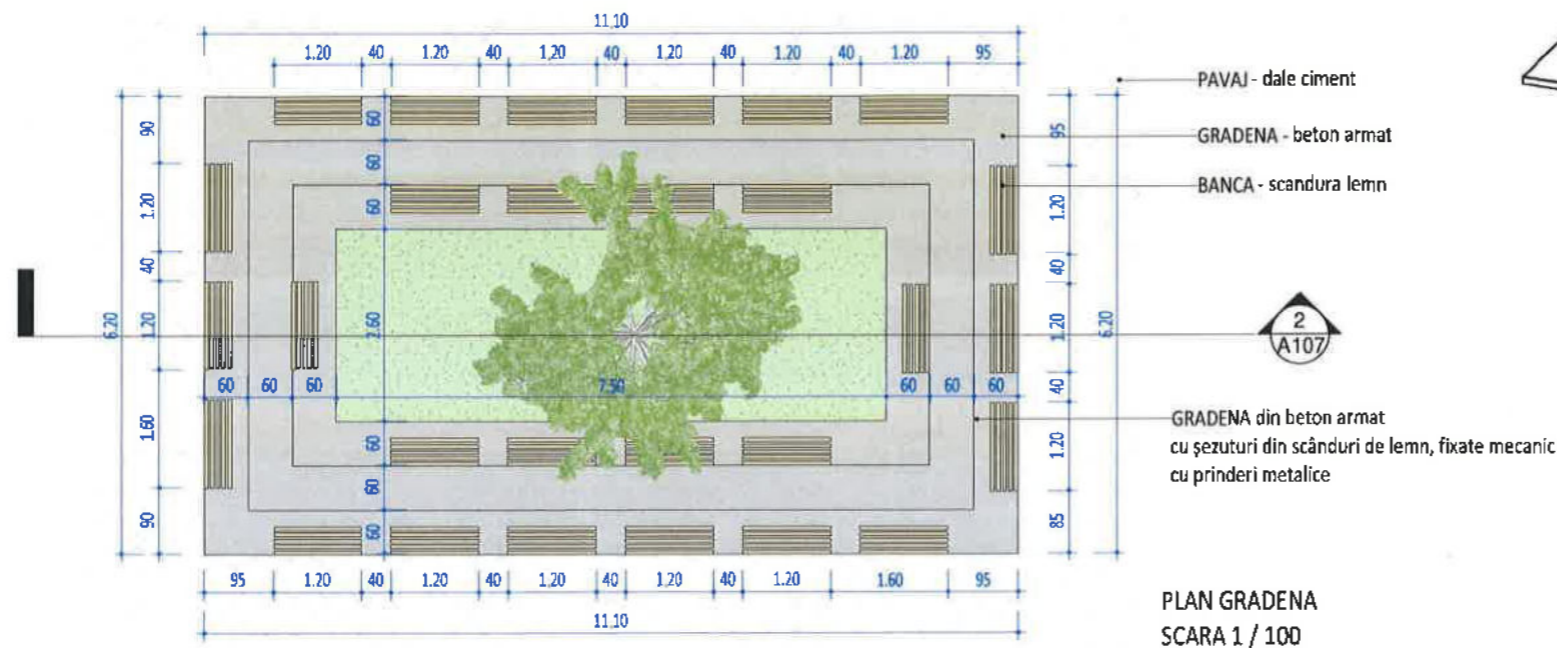 11,10
1.20 40 1.20 40 1,20 40 1,20 40 1.20 40 1.20 95
PAVAJ - dale ciment
GRADENA - beton armat
BANCA - scandura lemn
90 1.20 40 1.20 1.60 90
6.20
60 60 60 2.60 60 60 60
60 60 60 7.50 60 60 60
95 1.20 40 1.20 40 1.20 85
6.20
2
A107
GRADENA din beton armat
cu șezuturi din scânduri de lemn, fixate mecanic
cu prinderi metalice
95 1.20 40 1.20 40 1,20 40 1,20 40 1.20 1.60 95
11.10
PLAN GRADENA
SCARA 1 / 100